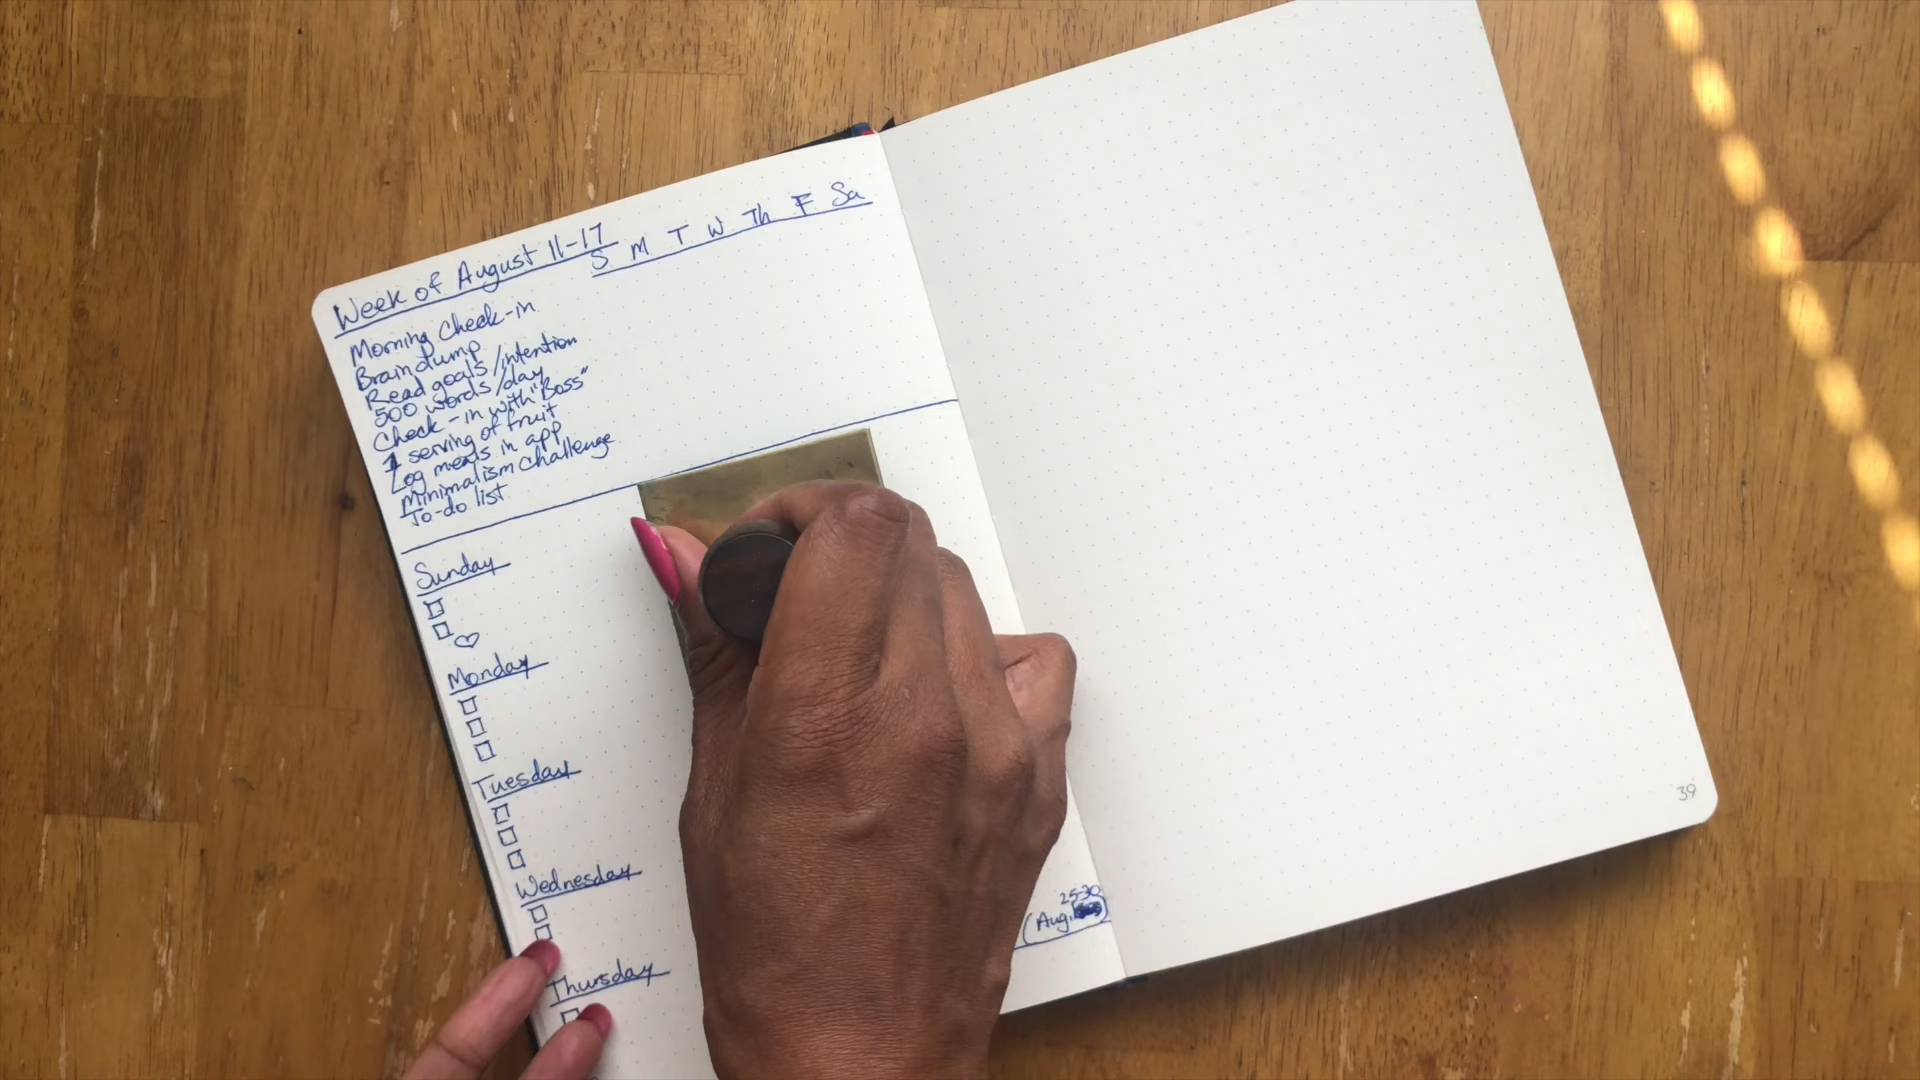 Week of August 11-17
S M T W Th F Sa
Morning Check-in
Brain dump
Read goals/intention
500 words/day
Check-in with "Boss"
1 serving of fruit
Log meals in app
Minimalism Challenge
To-do list
Sunday
Monday
Tuesday
Wednesday
Thursday
25-30
(Aug.
39